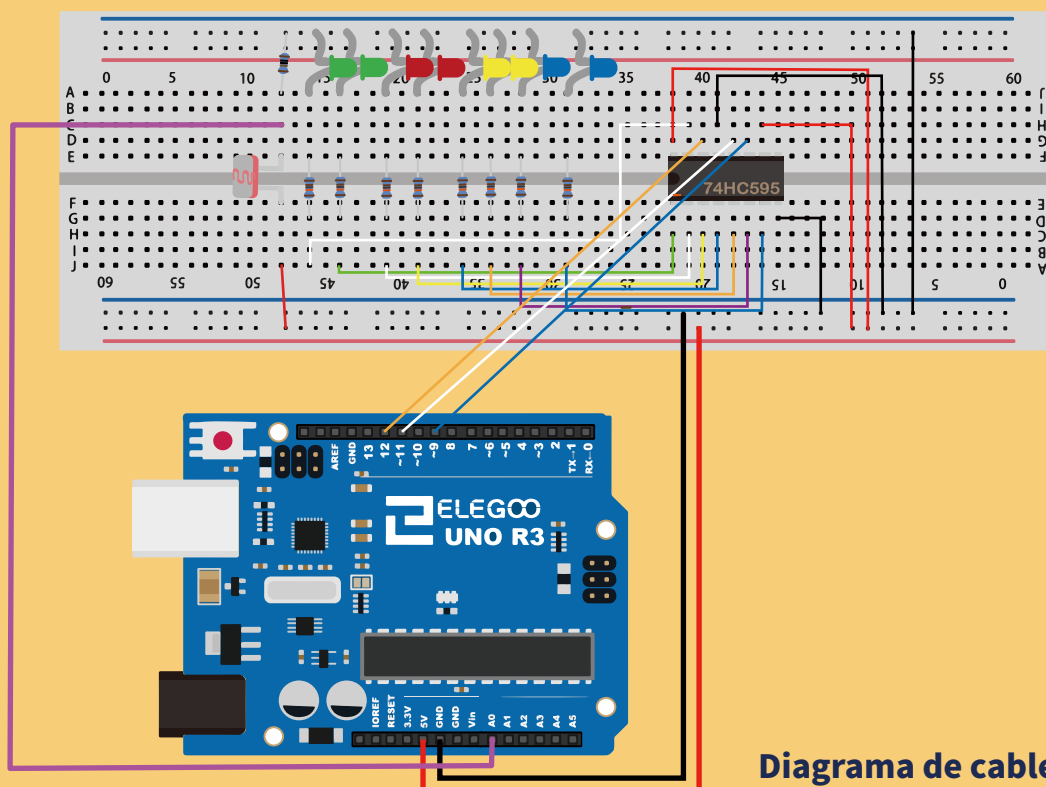 0 5 10 20 25 30 35 40 45 50 55 60
A J
B I
C H
D G
E F
74HC595
F E
G D
H C
I B
J A
60 55 50 45 40 35 30 25 20 15 10 5 0
AREF GND 13 12 ~11 ~10 ~9 8 7 ~6 ~5 4 ~3 2 TX→1 RX←0
ELEGOO
UNO R3
IOREF RESET 3.3V 5V GND GND Vin A0 A1 A2 A3 A4 A5
Diagrama de cable